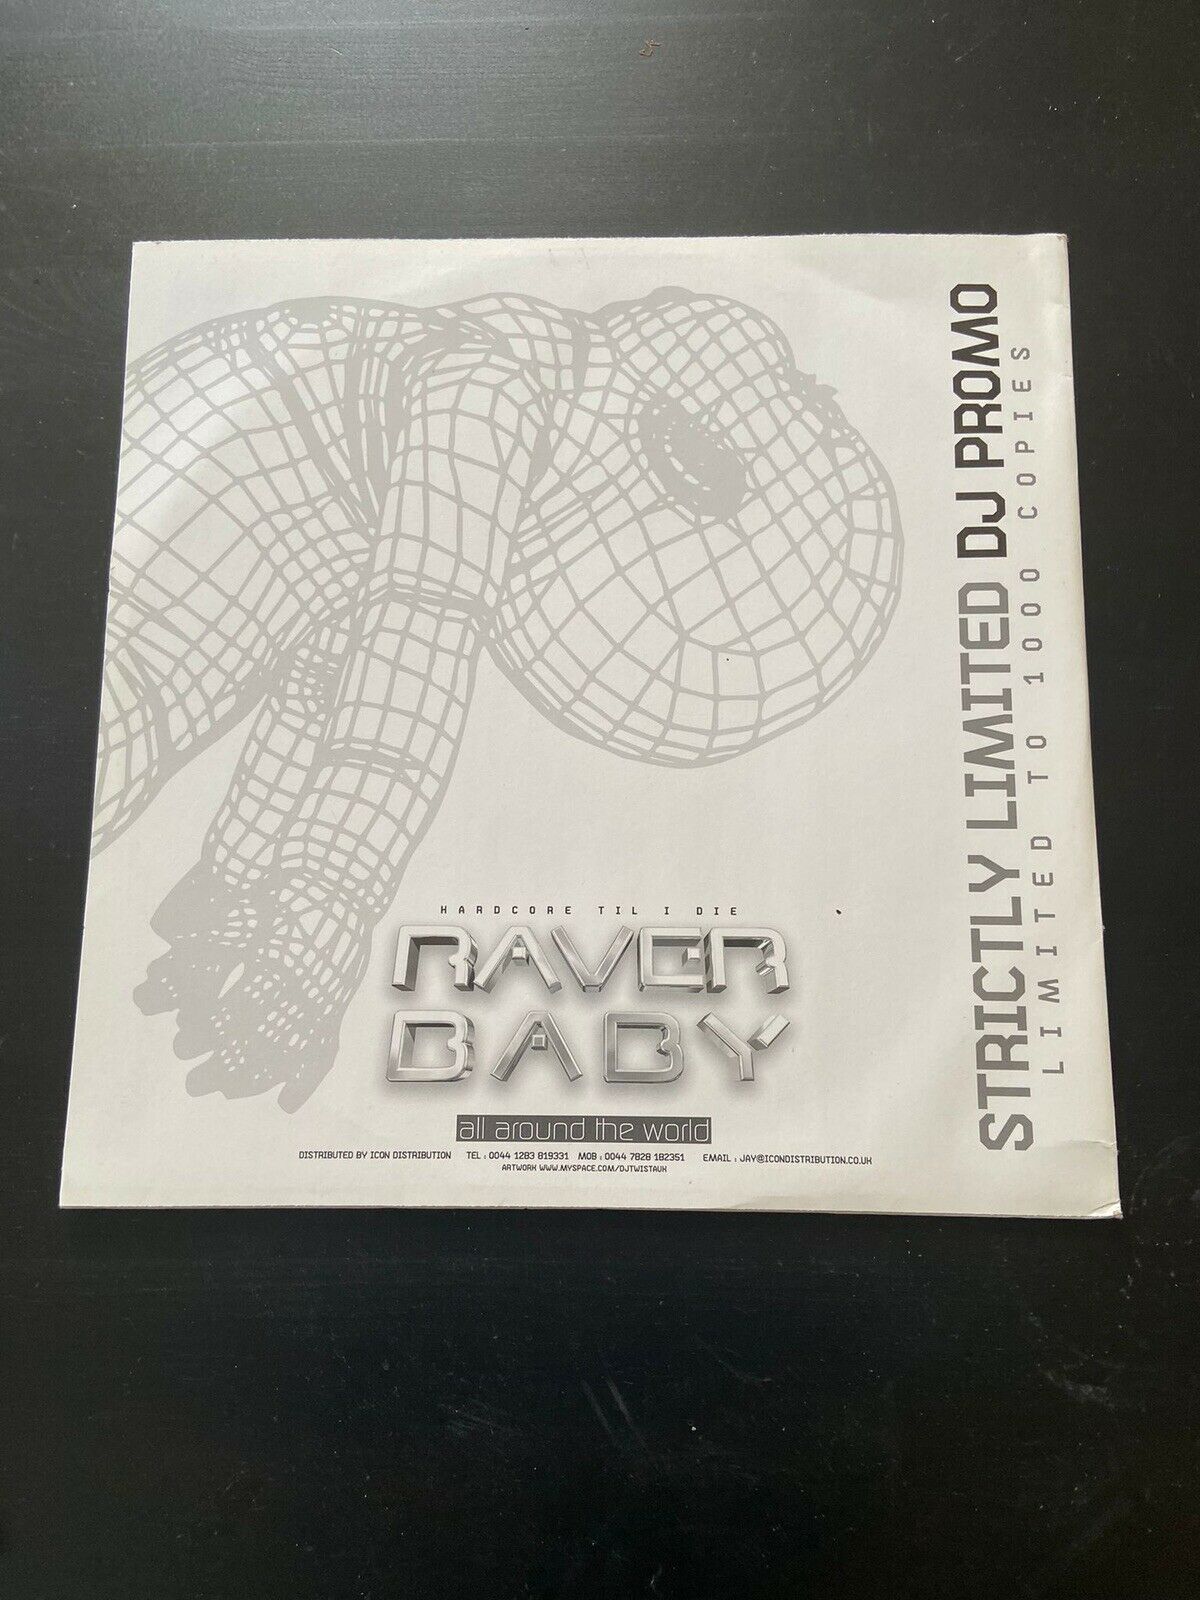 STRICTLY LIMITED DJ PROMO
LIMITED TO 1000 COPIES
HARDCORE TIL I DIE
RAVER
BABY
all around the world
DISTRIBUTED BY ICON DISTRIBUTION TEL : 0044 1283 819331 MOB : 0044 7828 182351 EMAIL : JAY@ICONDISTRIBUTION.CO.UK
ARTWORK WWW.MYSPACE.COM/DJTWISTAUK